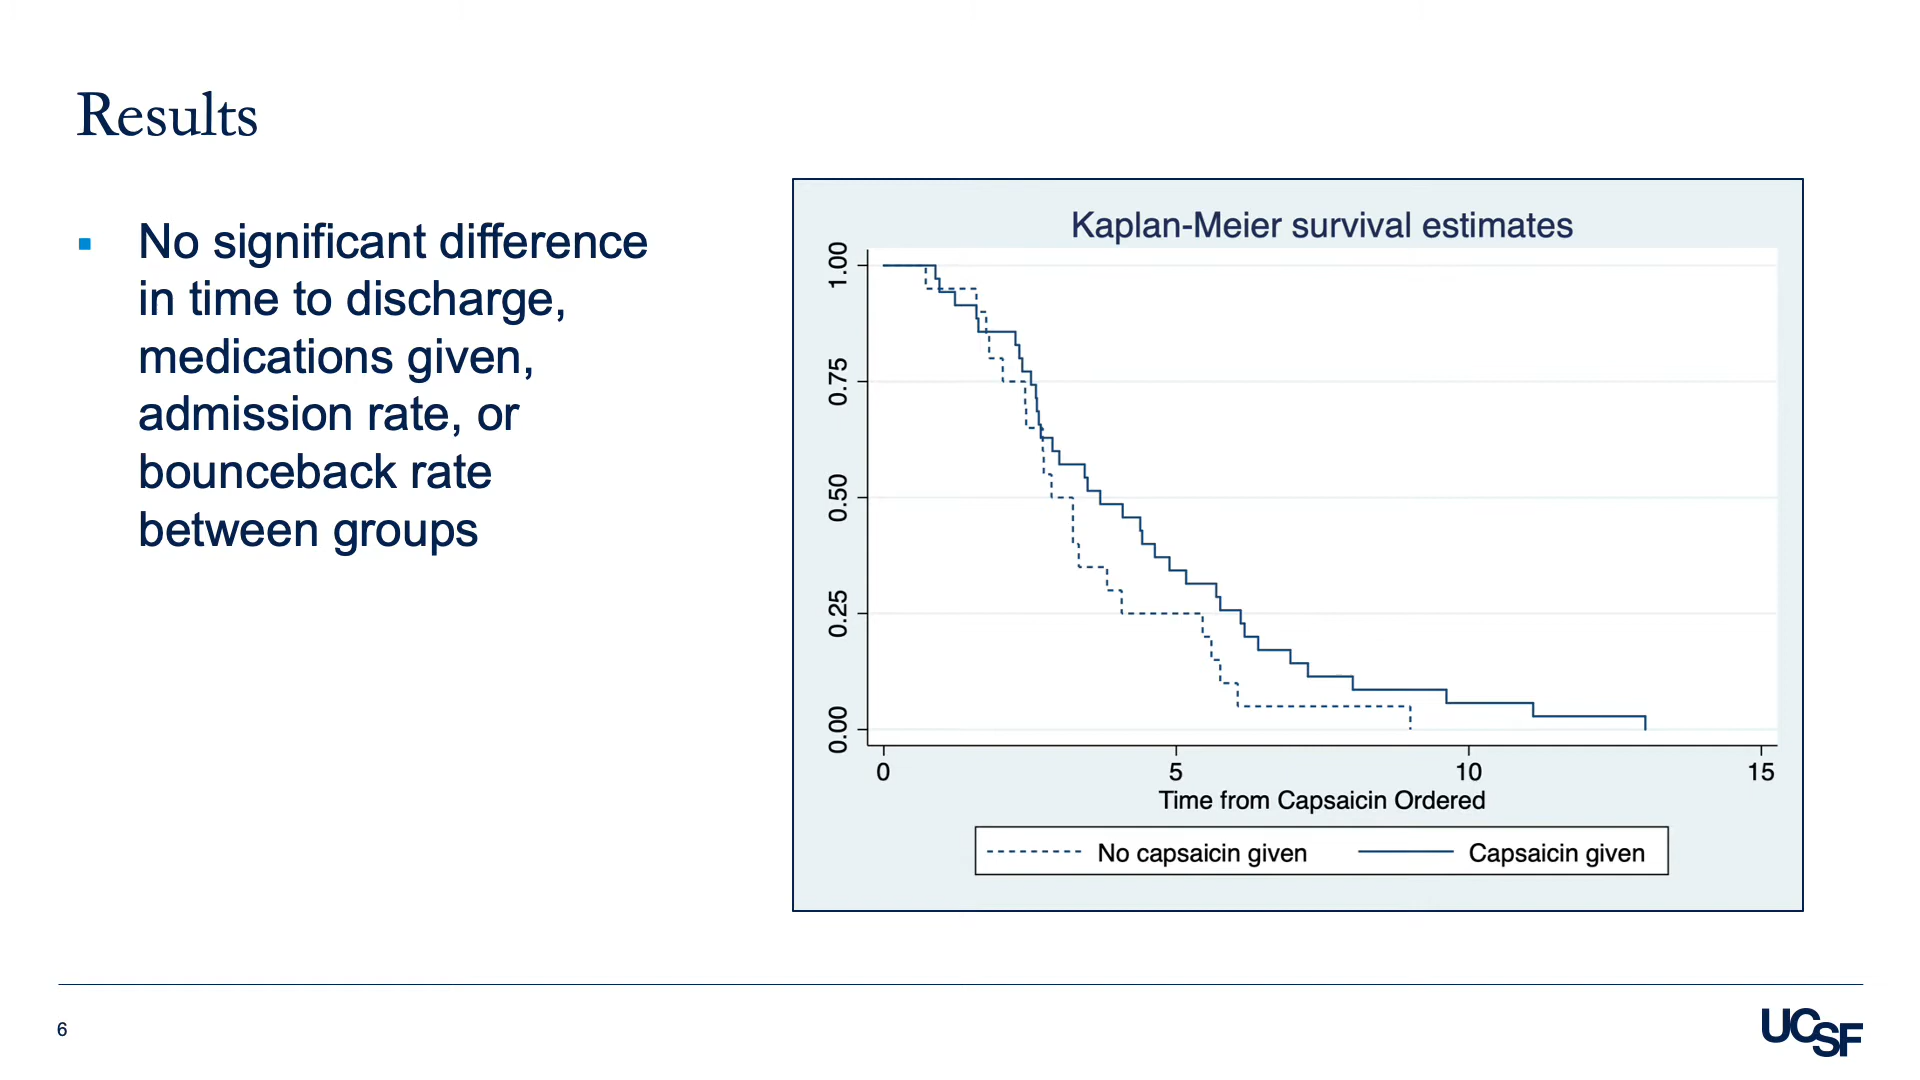 Results
▪ No significant difference
in time to discharge,
medications given,
admission rate, or
bounceback rate
between groups
Kaplan-Meier survival estimates
1.00
0.75
0.50
0.25
0.00
0 5 10 15
Time from Capsaicin Ordered
No capsaicin given Capsaicin given
6
UCSF